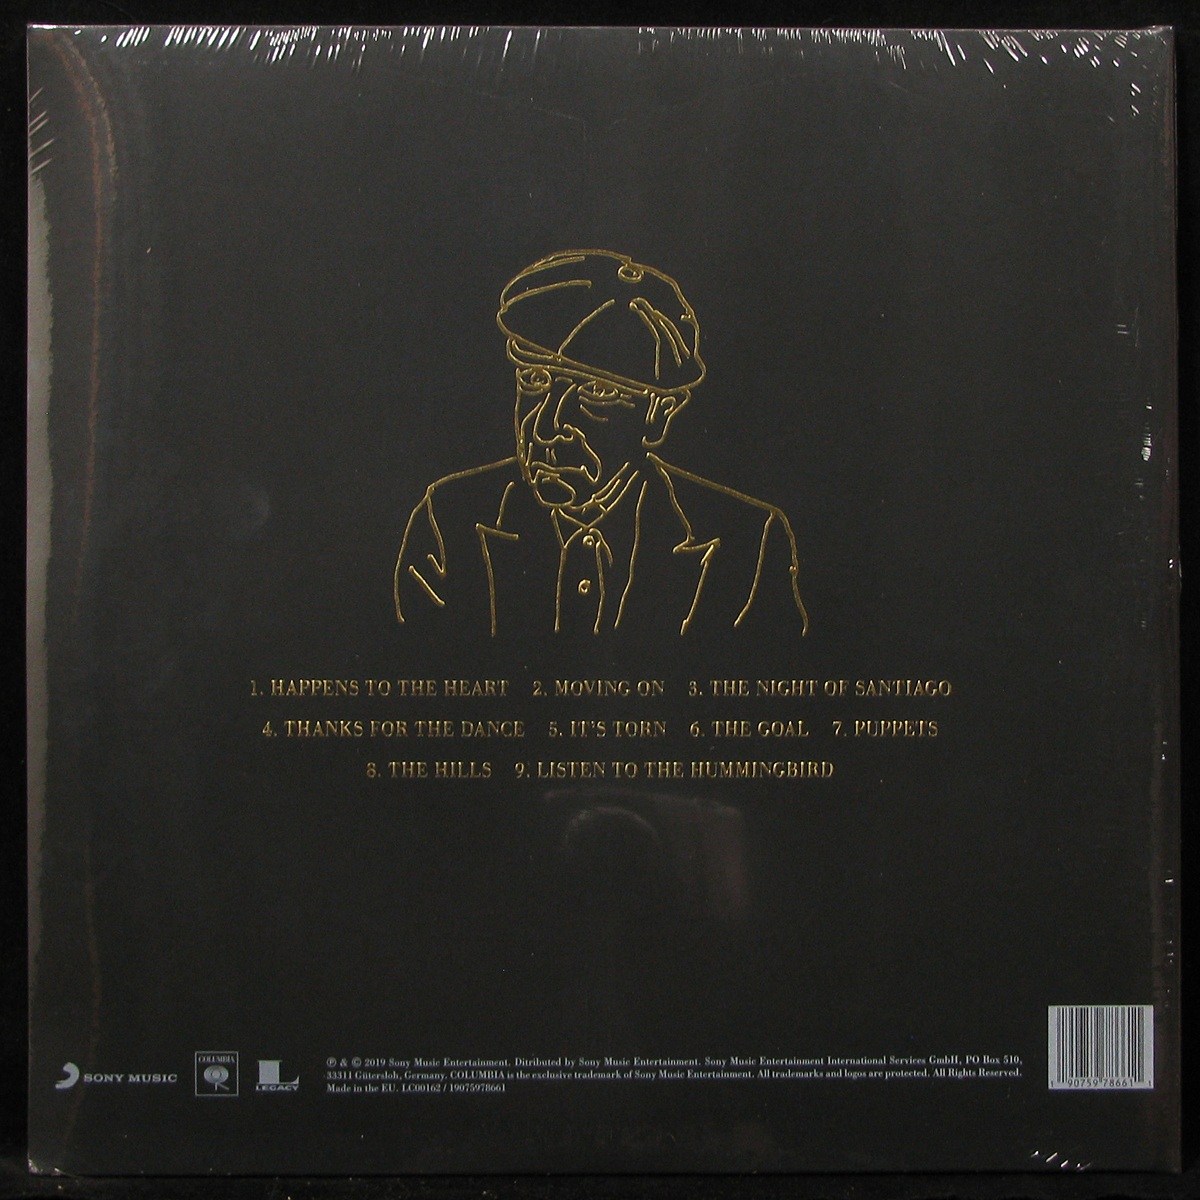 1. HAPPENS TO THE HEART 2. MOVING ON 3. THE NIGHT OF SANTIAGO
4. THANKS FOR THE DANCE 5. IT'S TORN 6. THE GOAL 7. PUPPETS
8. THE HILLS 9. LISTEN TO THE HUMMINGBIRD
SONY MUSIC
COLUMBIA
L
LEGACY
℗ & © 2019 Sony Music Entertainment. Ditributed by Sony Music Entertainment. Sony Music Entertainment International Services GmbH, PO Box 510,
33311 Gütersloh, Germany. COLUMBIA is the exclusive trademark of Sony Music Entertainment. All trademarks and logos are protected. All Rights Reserved.
Made in the EU. LC00162 / 19075978661
1 90759 78661 1